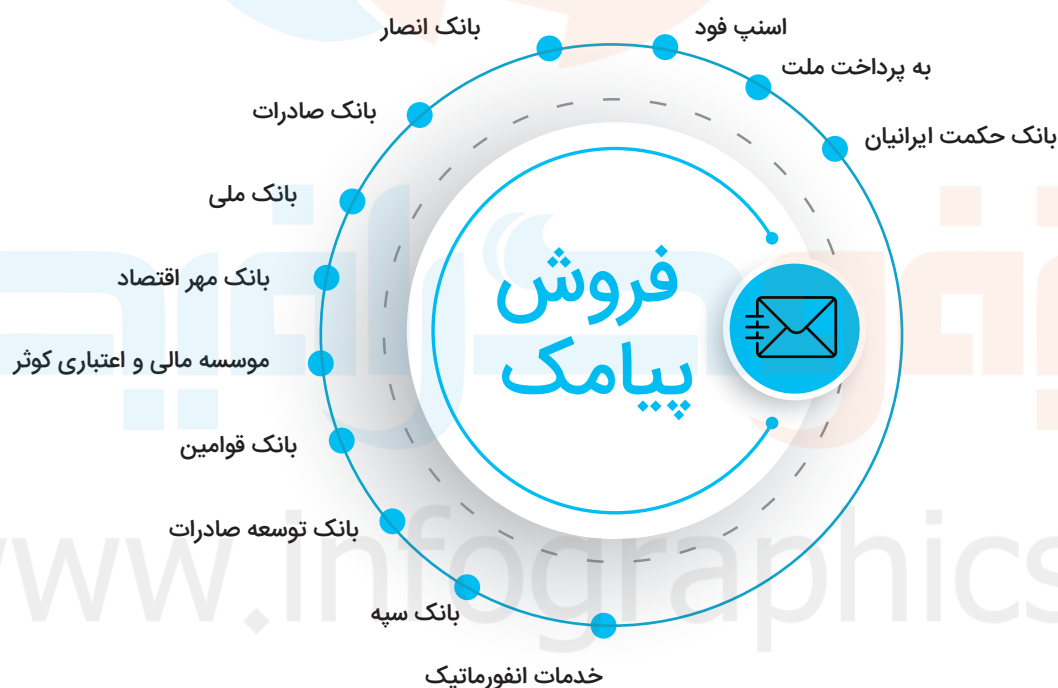 اسنپ فود
به پرداخت ملت
بانک حکمت ایرانیان
بانک انصار
بانک صادرات
بانک ملی
بانک مهر اقتصاد
موسسه مالی و اعتباری کوثر
بانک قوامین
بانک توسعه صادرات
بانک سپه
خدمات انفورماتیک
فروش
پیامک
www.infographics